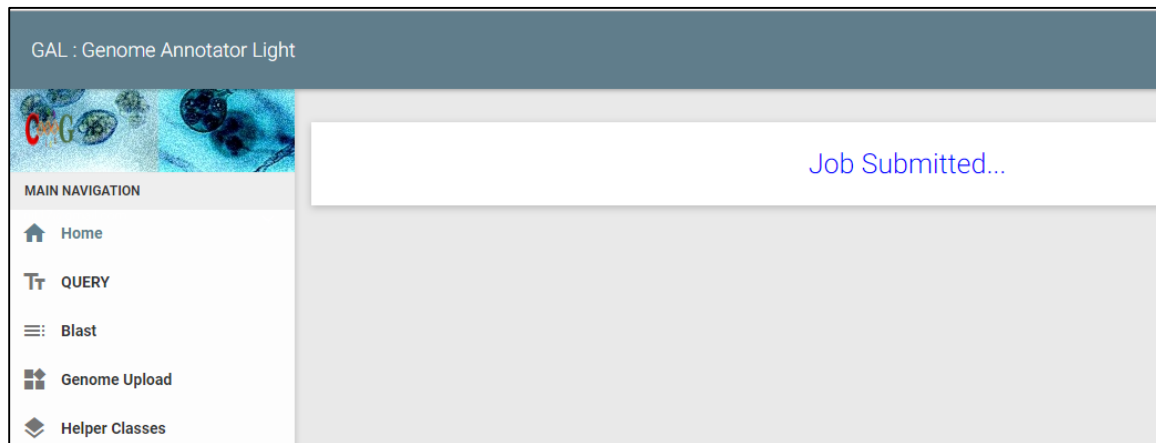 GAL : Genome Annotator Light
Job Submitted...
MAIN NAVIGATION
Home
QUERY
Blast
Genome Upload
Helper Classes